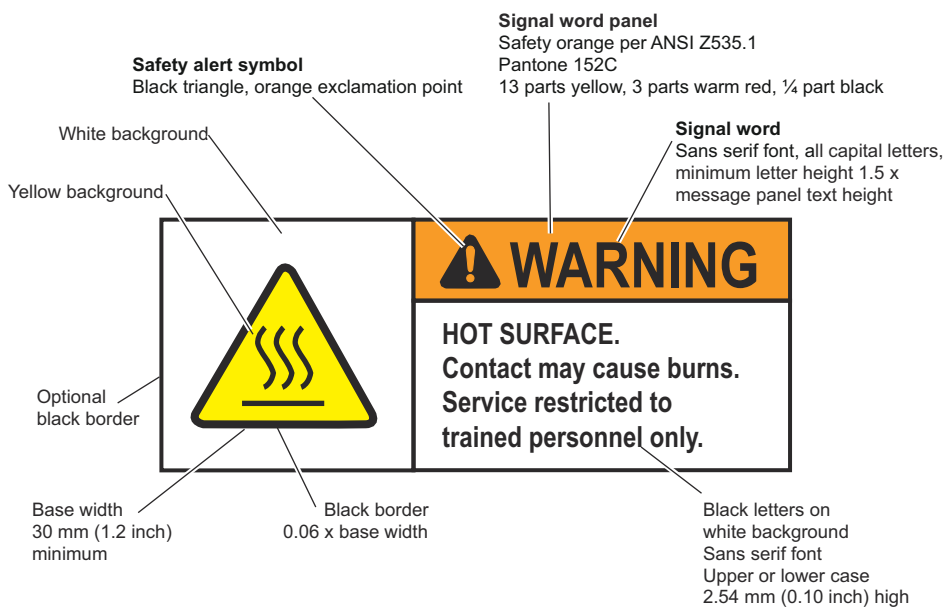 Signal word panel
Safety orange per ANSI Z535.1
Pantone 152C
13 parts yellow, 3 parts warm red, ¼ part black
Safety alert symbol
Black triangle, orange exclamation point
Signal word
Sans serif font, all capital letters,
minimum letter height 1.5 x
message panel text height
White background
Yellow background
WARNING
HOT SURFACE.
Contact may cause burns.
Service restricted to
trained personnel only.
Optional
black border
Base width
30 mm (1.2 inch)
minimum
Black border
0.06 x base width
Black letters on
white background
Sans serif font
Upper or lower case
2.54 mm (0.10 inch) high